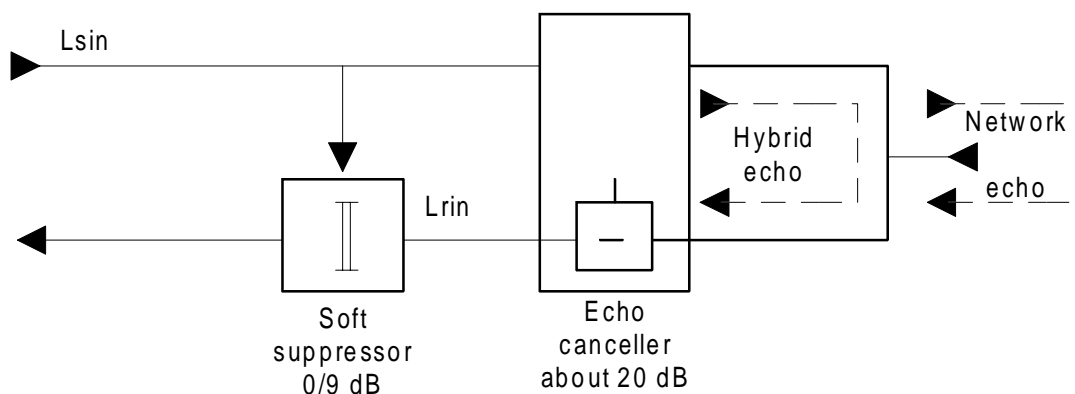 Lsin
Network
Hybrid
echo
echo
Lrin
Soft
suppressor
0/9 dB
Echo
canceller
about 20 dB